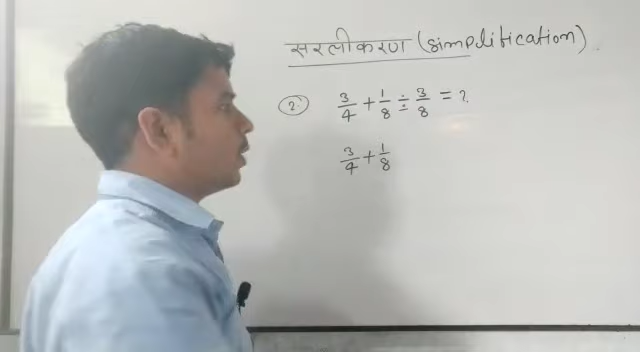 सरलीकरण (simplification)
2. 3/4 + 1/8 ÷ 3/8 = ?
3/4 + 1/8